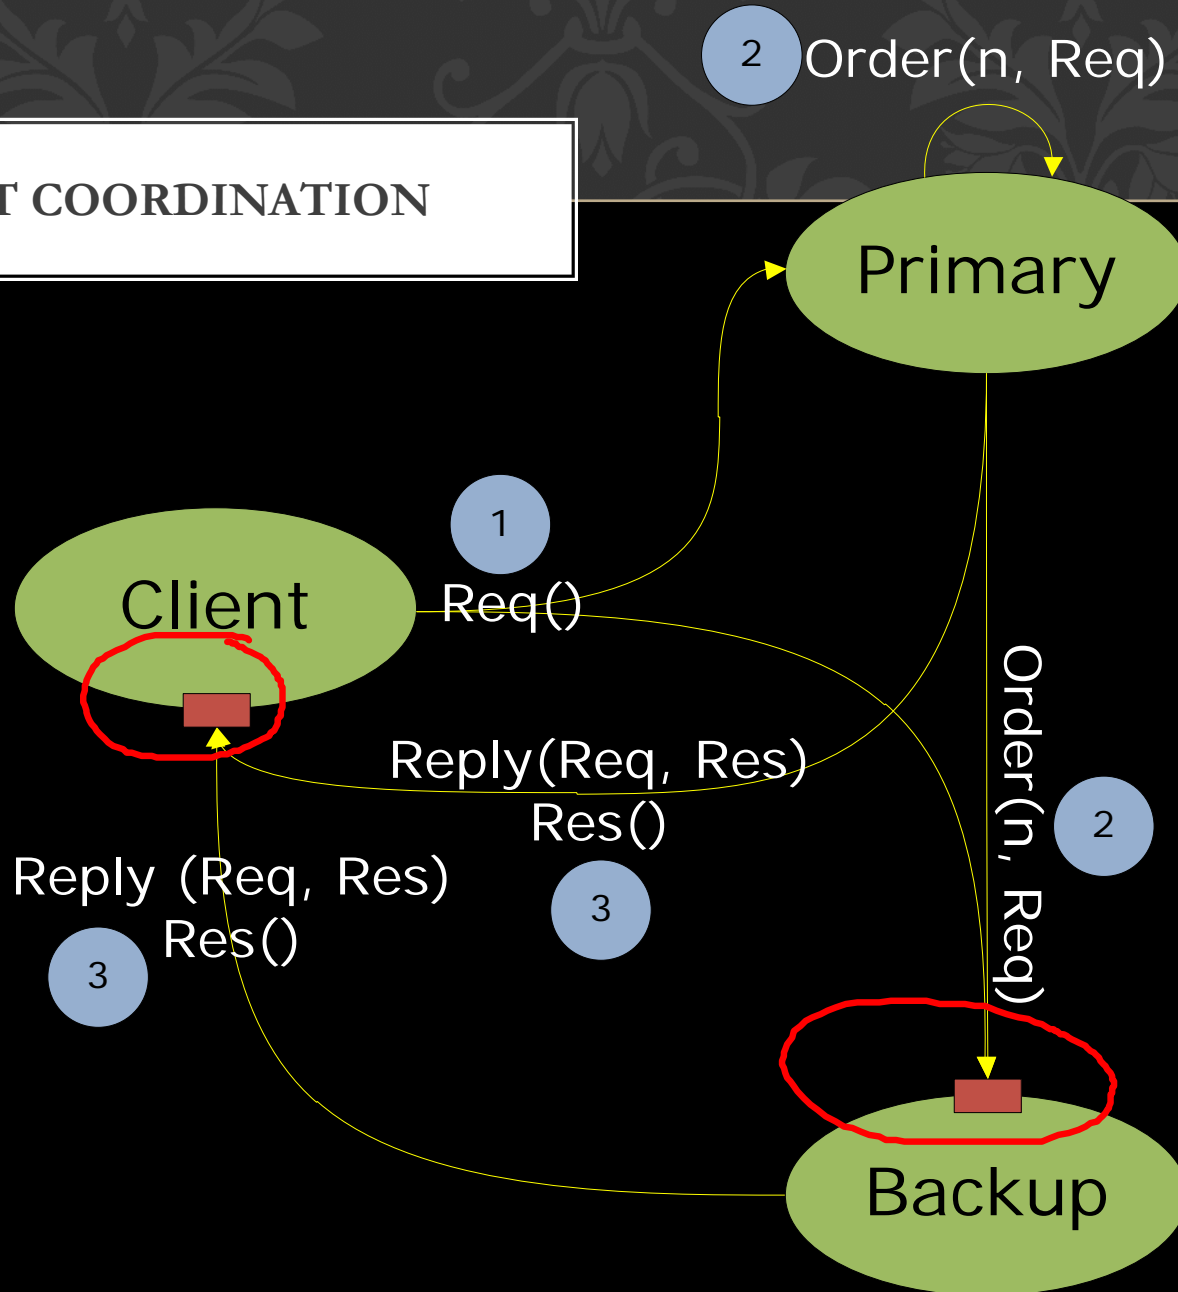 2
Order(n, Req)
T COORDINATION
Primary
1
Client
Req()
Order(n, Req)
2
Reply(Req, Res)
Res()
3
Reply (Req, Res)
Res()
3
Backup